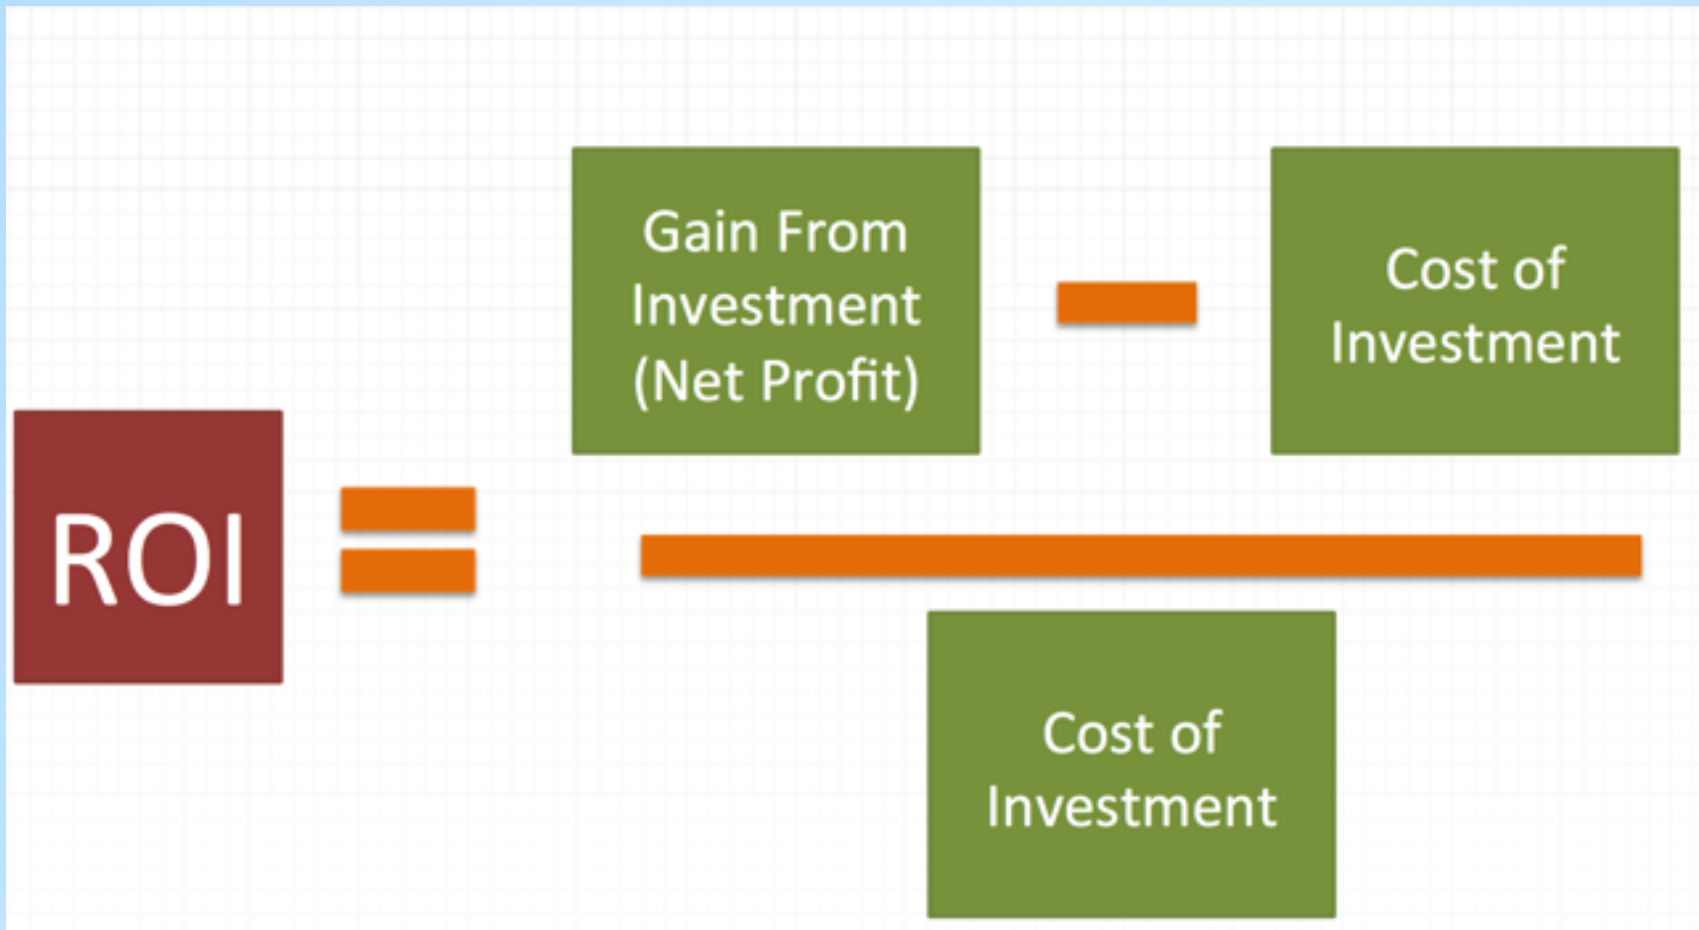 Gain From
Investment
(Net Profit)
Cost of
Investment
ROI
Cost of
Investment